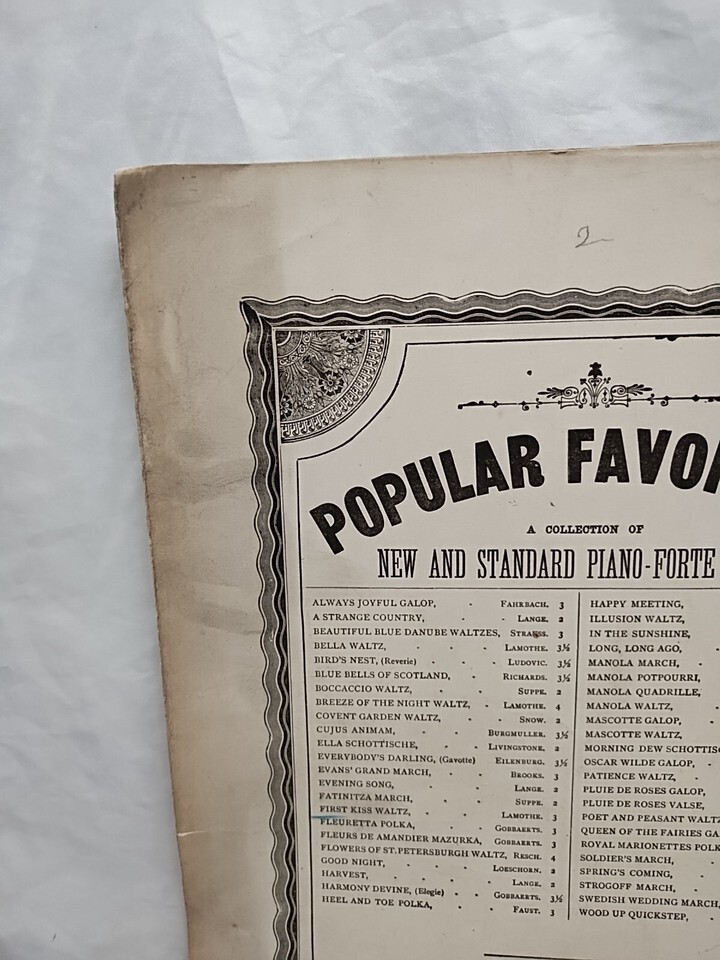 2
POPULAR FAVO
A COLLECTION OF
NEW AND STANDARD PIANO-FORTE
ALWAYS JOYFUL GALOP, - FAHRBACH. 3
A STRANGE COUNTRY, - LANGE. 2
BEAUTIFUL BLUE DANUBE WALTZES, STRAUSS. 3
BELLA WALTZ, - - - LAMOTHE. 3½
BIRD'S NEST, (Reverie) - - - LUDOVIC. 3½
BLUE BELLS OF SCOTLAND, - RICHARDS. 3½
BOCCACCIO WALTZ, - - SUPPE. 2
BREEZE OF THE NIGHT WALTZ, - LAMOTHE. 4
COVENT GARDEN WALTZ, - SNOW. 2
CUJUS ANIMAM, - - BURGMULLER. 3½
ELLA SCHOTTISCHE, - LIVINGSTONE. 2
EVERYBODY'S DARLING, (Gavotte) EILENBURG. 3½
EVANS' GRAND MARCH, - - BROOKS. 3
EVENING SONG, - - LANGE. 2
FATINITZA MARCH, - - SUPPE. 2
FIRST KISS WALTZ, - - LAMOTHE. 3
FLEURETTA POLKA, - - GOBBAERTS. 3
FLEURS DE AMANDIER MAZURKA, GOBBAERTS. 3
FLOWERS OF ST. PETERSBURGH WALTZ, RESCH. 4
GOOD NIGHT, - - - LOESCHORN. 2
HARVEST, - - - - LANGE. 2
HARMONY DEVINE, (Elegie) - - GOBBAERTS. 3½
HEEL AND TOE POLKA, - - FAUST. 3
HAPPY MEETING,
ILLUSION WALTZ,
IN THE SUNSHINE,
LONG, LONG AGO, -
MANOLA MARCH, -
MANOLA POTPOURRI,
MANOLA QUADRILLE,
MANOLA WALTZ, -
MASCOTTE GALOP, -
MASCOTTE WALTZ, -
MORNING DEW SCHOTTIS
OSCAR WILDE GALOP, -
PATIENCE WALTZ, -
PLUIE DE ROSES GALOP,
PLUIE DE ROSES VALSE,
POET AND PEASANT WALTZ
QUEEN OF THE FAIRIES GA
ROYAL MARIONETTES POLK
SOLDIER'S MARCH, -
SPRING'S COMING, -
STROGOFF MARCH, -
SWEDISH WEDDING MARCH,
WOOD UP QUICKSTEP, -